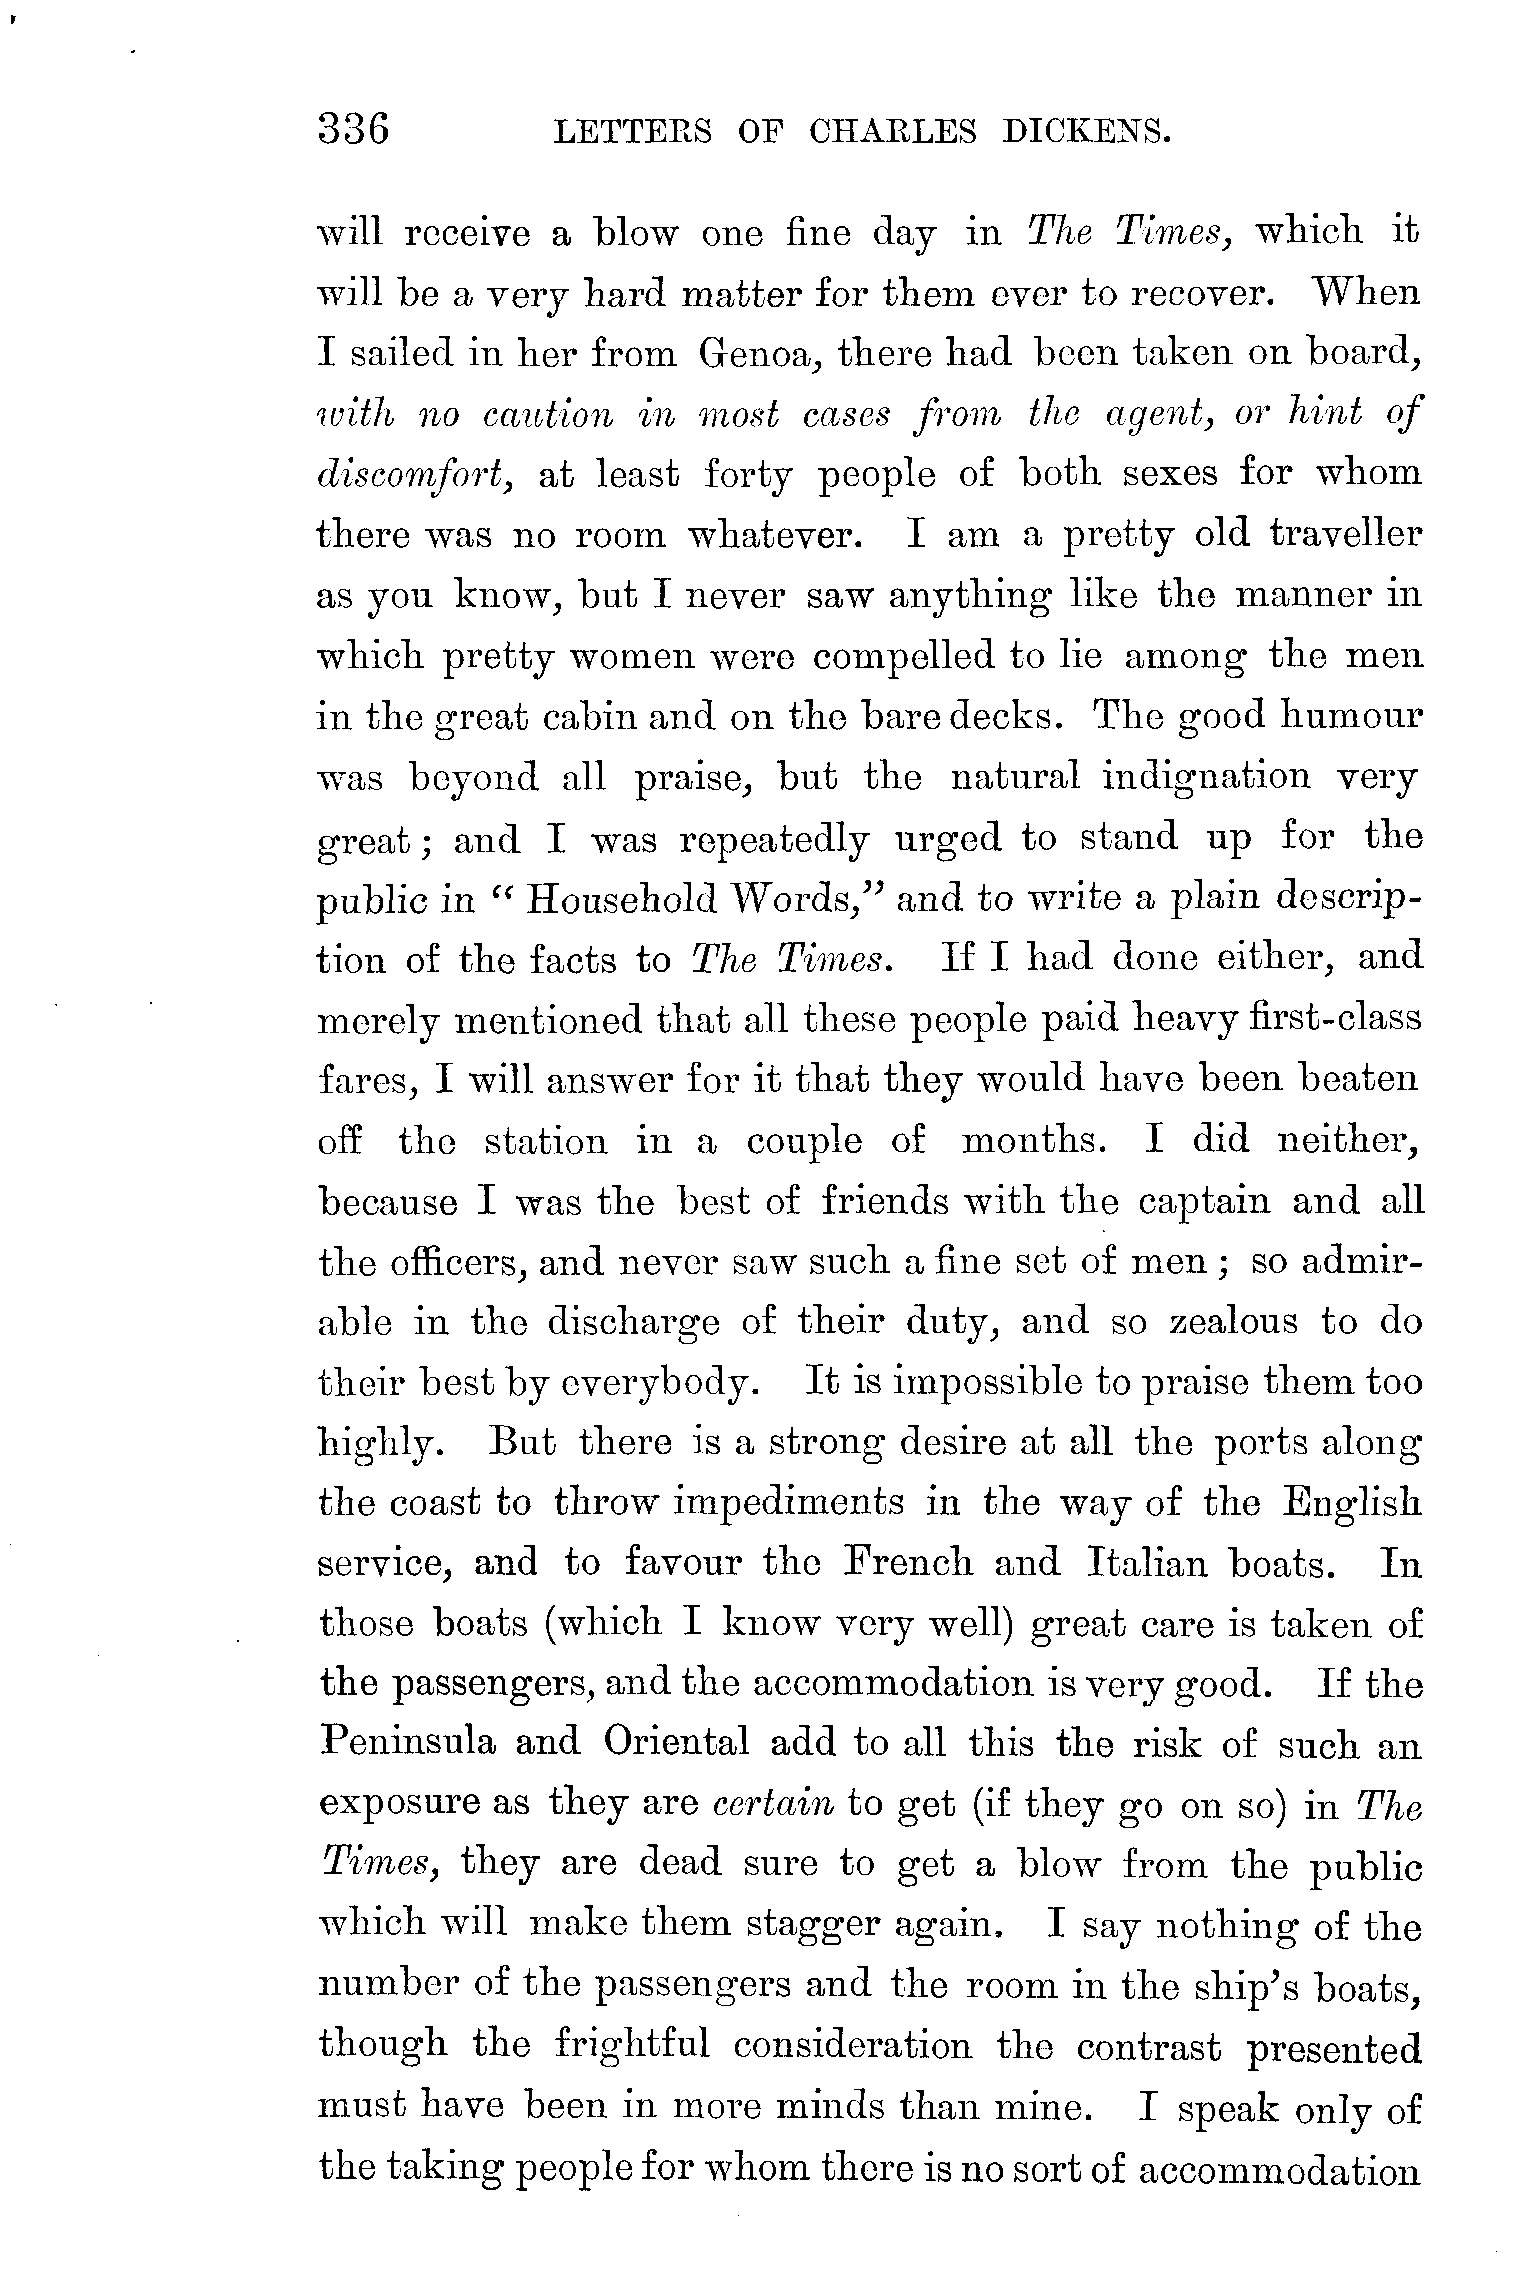 336 LETTERS OF CHARLES DICKENS.
will receive a blow one fine day in The Times, which it
will be a very hard matter for them ever to recover. When
I sailed in her from Genoa, there had been taken on board,
with no caution in most cases from the agent, or hint of
discomfort, at least forty people of both sexes for whom
there was no room whatever. I am a pretty old traveller
as you know, but I never saw anything like the manner in
which pretty women were compelled to lie among the men
in the great cabin and on the bare decks. The good humour
was beyond all praise, but the natural indignation very
great; and I was repeatedly urged to stand up for the
public in “Household Words,” and to write a plain descrip-
tion of the facts to The Times. If I had done either, and
merely mentioned that all these people paid heavy first-class
fares, I will answer for it that they would have been beaten
off the station in a couple of months. I did neither,
because I was the best of friends with the captain and all
the officers, and never saw such a fine set of men; so admir-
able in the discharge of their duty, and so zealous to do
their best by everybody. It is impossible to praise them too
highly. But there is a strong desire at all the ports along
the coast to throw impediments in the way of the English
service, and to favour the French and Italian boats. In
those boats (which I know very well) great care is taken of
the passengers, and the accommodation is very good. If the
Peninsula and Oriental add to all this the risk of such an
exposure as they are certain to get (if they go on so) in The
Times, they are dead sure to get a blow from the public
which will make them stagger again. I say nothing of the
number of the passengers and the room in the ship’s boats,
though the frightful consideration the contrast presented
must have been in more minds than mine. I speak only of
the taking people for whom there is no sort of accommodation